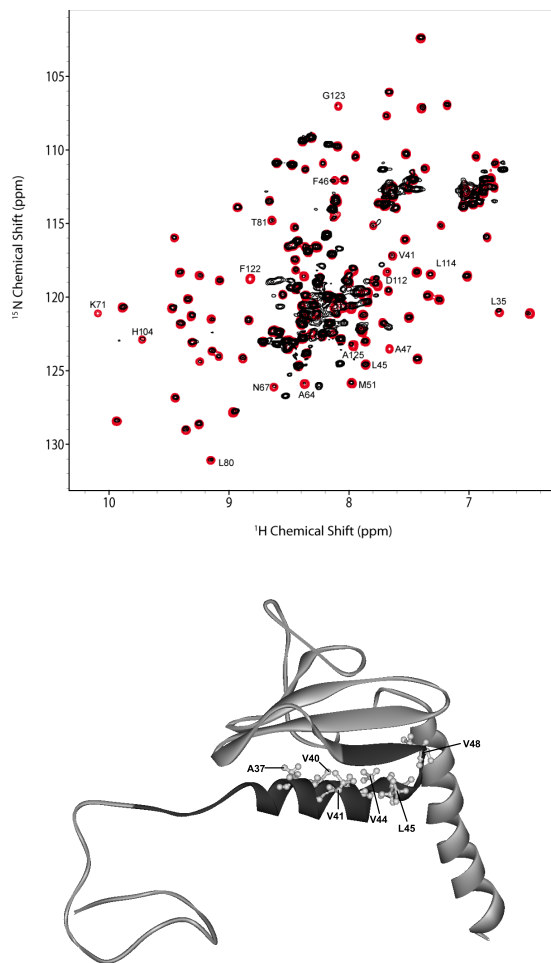 105
G123
110
F46
115
T81
V41
D112
L114
F122
120
K71
L35
H104
A47
A125
L45
125
N67
A64
M51
130
L80
¹⁵N Chemical Shift (ppm)
10
9
8
7
¹H Chemical Shift (ppm)
V48
V40
A37
V41
V44
L45